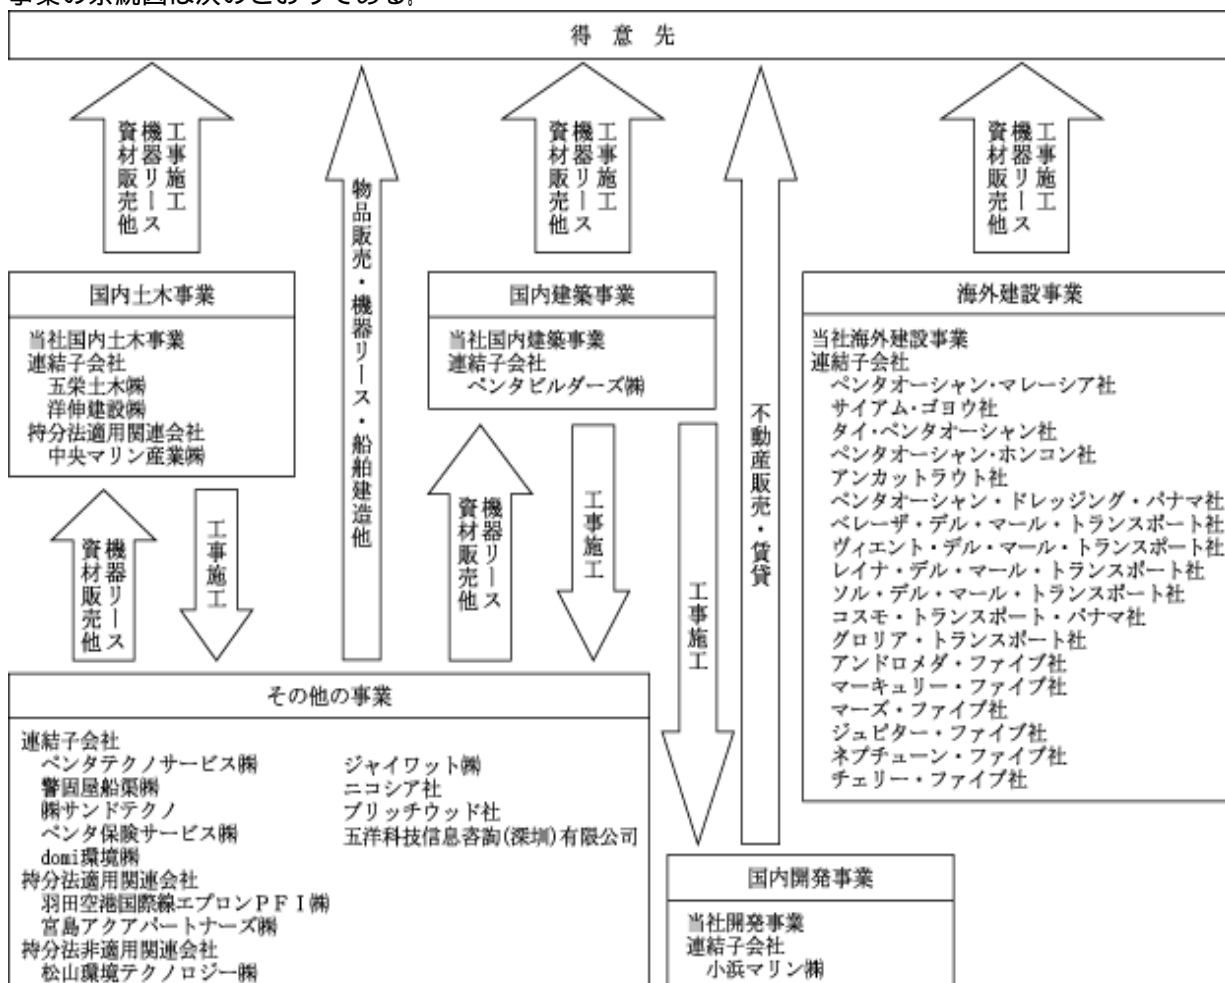 事業の系統図は次のとおりである。
得意先
工事施工
機器リース
資材販売他
物品販売・機器リース・船舶建造他
工事施工
機器リース
資材販売他
不動産販売・賃貸
工事施工
機器リース
資材販売他
国内土木事業
当社国内土木事業
連結子会社
五栄土木㈱
洋伸建設㈱
持分法適用関連会社
中央マリン産業㈱
国内建築事業
当社国内建築事業
連結子会社
ペンタビルダーズ㈱
海外建設事業
当社海外建設事業
連結子会社
ペンタオーシャン・マレーシア社
サイアム・ゴヨウ社
タイ・ペンタオーシャン社
ペンタオーシャン・ホンコン社
アンカットラウト社
ペンタオーシャン・ドレッジング・パナマ社
ベレーザ・デル・マール・トランスポート社
ヴィエント・デル・マール・トランスポート社
レイナ・デル・マール・トランスポート社
ソル・デル・マール・トランスポート社
コスモ・トランスポート・パナマ社
グロリア・トランスポート社
アンドロメダ・ファイブ社
マーキュリー・ファイブ社
マーズ・ファイブ社
ジュピター・ファイブ社
ネプチューン・ファイブ社
チェリー・ファイブ社
機器リース
資材販売他
工事施工
機器リース
資材販売他
工事施工
工事施工
その他の事業
連結子会社
ペンタテクノサービス㈱
警固屋船渠㈱
㈱サンドテクノ
ペンタ保険サービス㈱
domi環境㈱
持分法適用関連会社
羽田空港国際線エプロンＰＦＩ㈱
宮島アクアパートナーズ㈱
持分法非適用関連会社
松山環境テクノロジー㈱
ジャイワット㈱
ニコシア社
ブリッチウッド社
五洋科技信息咨詢(深圳)有限公司
国内開発事業
当社開発事業
連結子会社
小浜マリン㈱